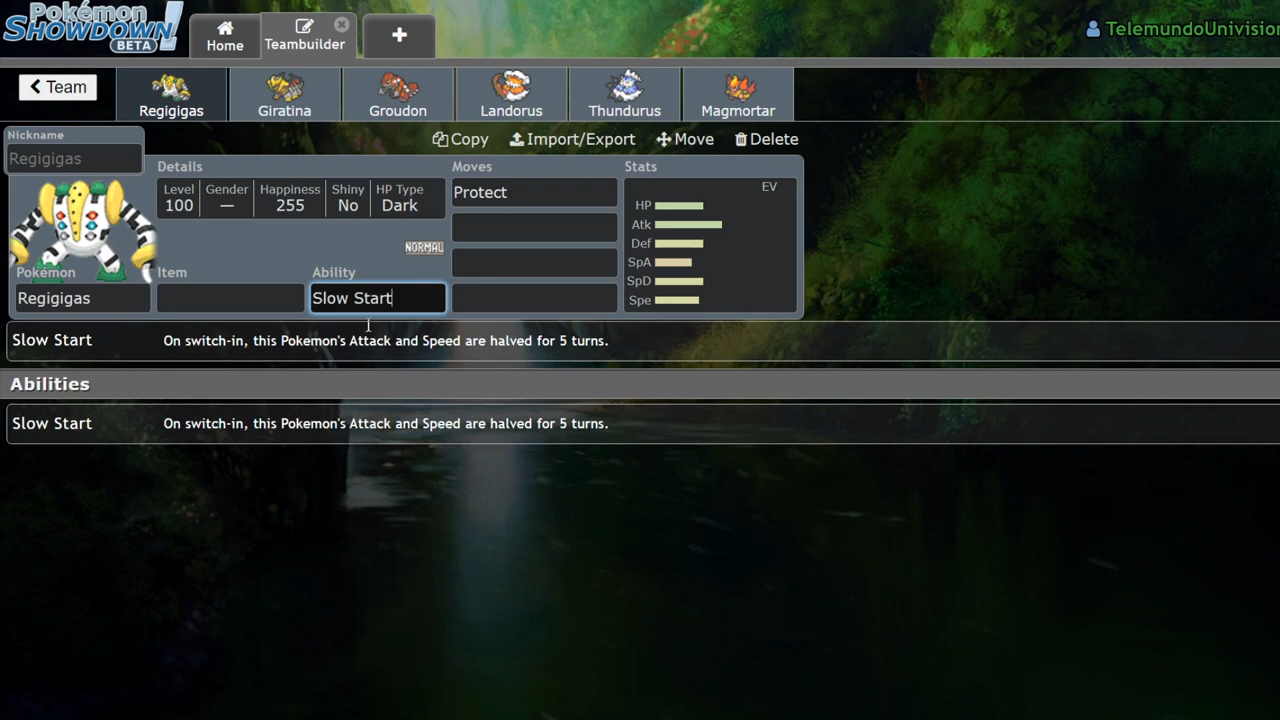 Pokémon
SHOWDOWN!
BETA
Home
Teambuilder
+
TelemundoUnivision
Team
Regigigas
Giratina
Groudon
Landorus
Thundurus
Magmortar
Nickname
Regigigas
Copy
Import/Export
Move
Delete
Details
Level
100
Gender
—
Happiness
255
Shiny
No
HP Type
Dark
NORMAL
Pokémon
Regigigas
Item
Ability
Slow Start
Moves
Protect
Stats
EV
HP
Atk
Def
SpA
SpD
Spe
Slow Start On switch-in, this Pokemon's Attack and Speed are halved for 5 turns.
Abilities
Slow Start On switch-in, this Pokemon's Attack and Speed are halved for 5 turns.